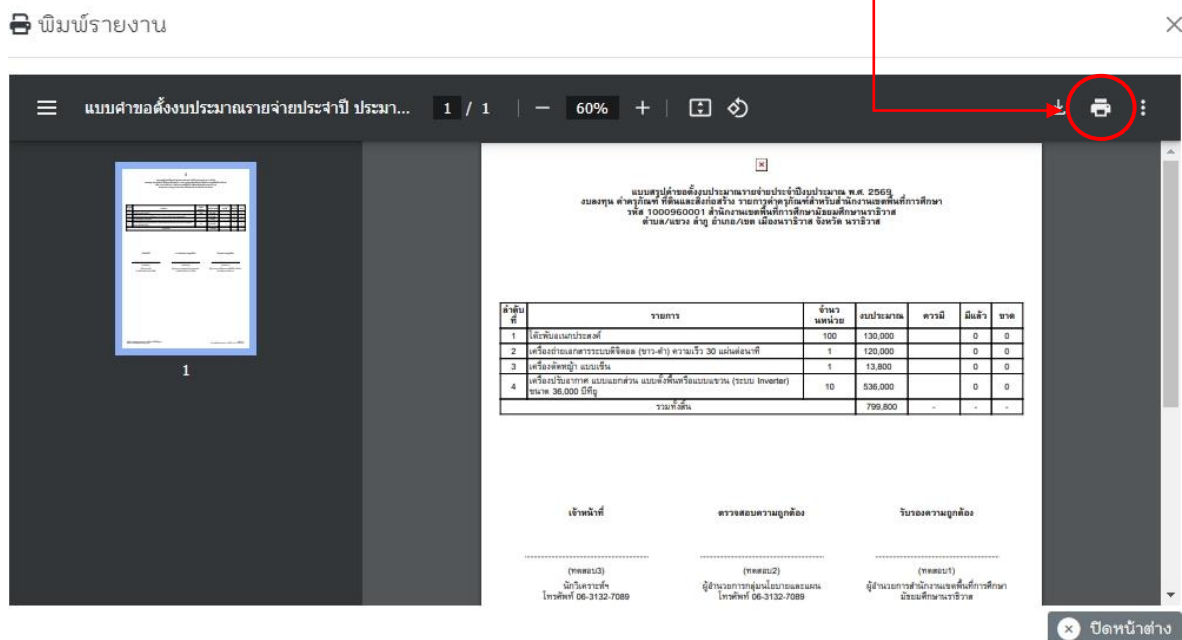 พิมพ์รายงาน
แบบคำขอตั้งงบประมาณรายจ่ายประจำปี ประมา... 1 / 1 60%
แบบสรุปคำขอตั้งงบประมาณรายจ่ายประจำปีงบประมาณ พ.ศ. 2569
งบลงทุน ค่าครุภัณฑ์ ที่ดินและสิ่งก่อสร้าง รายการค่าครุภัณฑ์สำหรับสำนักงานเขตพื้นที่การศึกษา
รหัส 1000960001 สำนักงานเขตพื้นที่การศึกษามัธยมศึกษานราธิวาส
ตำบล/แขวง ลำภู อำเภอ/เขต เมืองนราธิวาส จังหวัด นราธิวาส
ลำดับที่ รายการ จำนวนหน่วย งบประมาณ ควรมี มีแล้ว ขาด
1 โต๊ะพับอเนกประสงค์ 100 130,000 0 0
2 เครื่องถ่ายเอกสารระบบดิจิตอล (ขาว-ดำ) ความเร็ว 30 แผ่นต่อนาที 1 120,000 0 0
3 เครื่องตัดหญ้า แบบเข็น 1 13,800 0 0
4 เครื่องปรับอากาศ แบบแยกส่วน แบบตั้งพื้นหรือแบบแขวน (ระบบ Inverter)
ขนาด 36,000 บีทียู 10 536,000 0 0
รวมทั้งสิ้น 799,800 - - -
เจ้าหน้าที่ ตรวจสอบความถูกต้อง รับรองความถูกต้อง
(ทดสอบ3) (ทดสอบ2) (ทดสอบ1)
นักวิเคราะห์ฯ ผู้อำนวยการกลุ่มนโยบายและแผน ผู้อำนวยการสำนักงานเขตพื้นที่การศึกษา
โทรศัพท์ 06-3132-7089 โทรศัพท์ 06-3132-7089 มัธยมศึกษานราธิวาส
1
ปิดหน้าต่าง